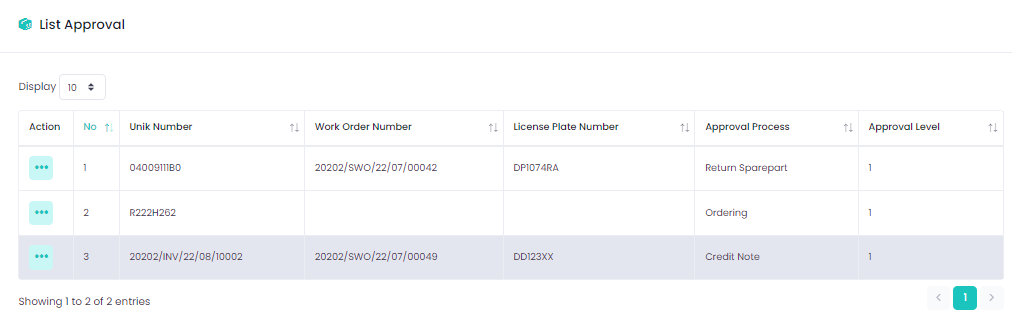 List Approval
Display 10
Action No Unik Number Work Order Number License Plate Number Approval Process Approval Level
1 04009111B0 20202/SWO/22/07/00042 DP1074RA Return Sparepart 1
2 R222H262 Ordering 1
3 20202/INV/22/08/10002 20202/SWO/22/07/00049 DD123XX Credit Note 1
Showing 1 to 2 of 2 entries 1